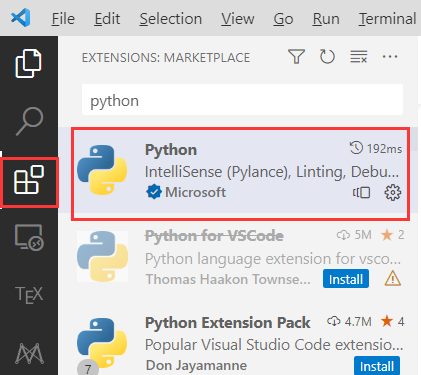 File Edit Selection View Go Run Terminal
EXTENSIONS: MARKETPLACE
python
Python 192ms
IntelliSense (Pylance), Linting, Debu...
Microsoft
Python for VSCode 5M 2
Python language extension for vsco...
Thomas Haakon Townse... Install
TEX
Python Extension Pack 4.7M 4
Popular Visual Studio Code extensio...
7 Don Jayamanne Install